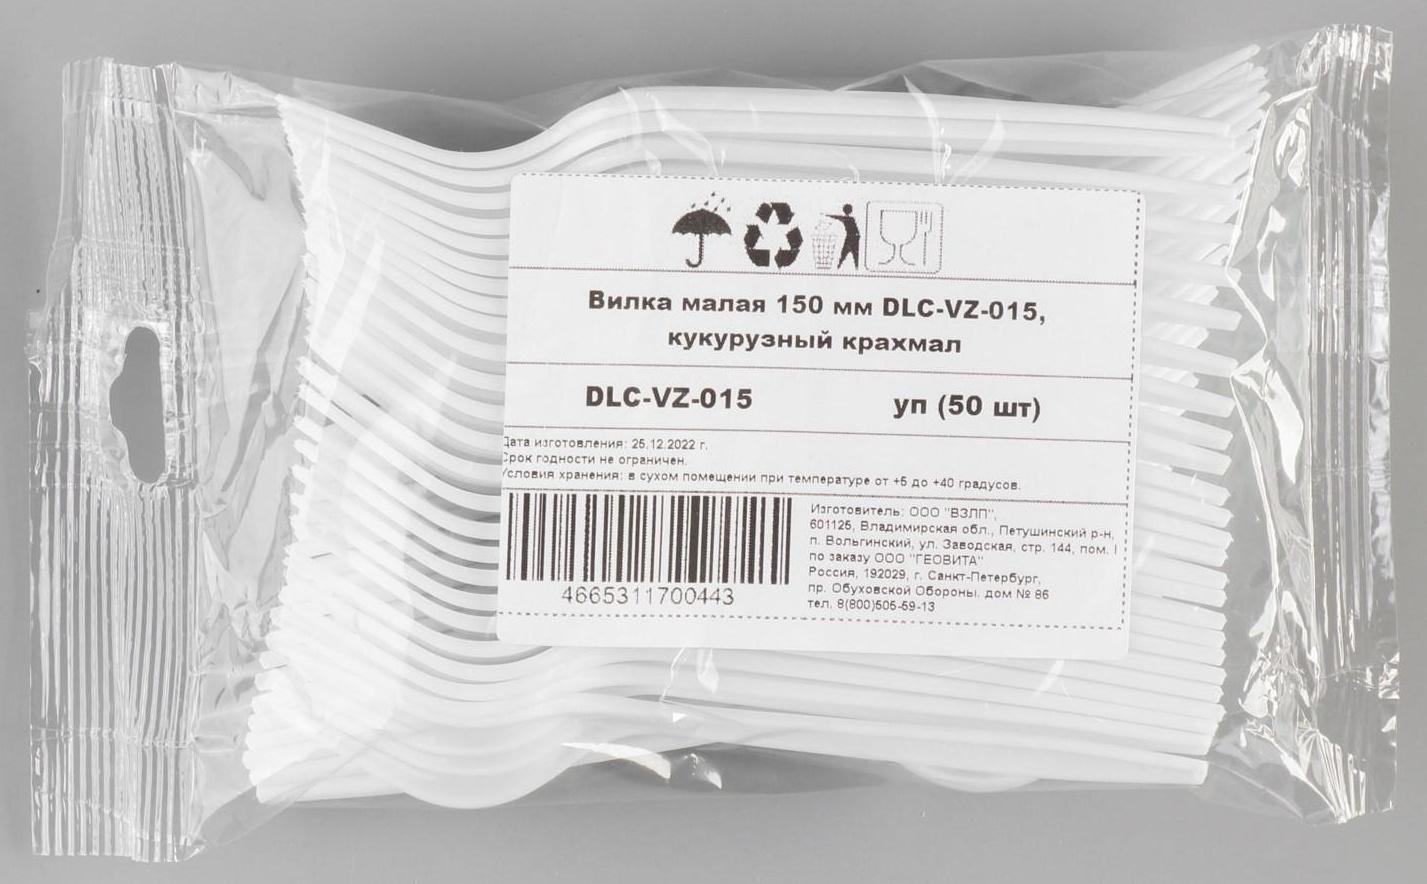 Вилка малая 150 мм DLC-VZ-015,
кукурузный крахмал
DLC-VZ-015 уп (50 шт)
Дата изготовления: 25.12.2022 г.
Срок годности не ограничен.
Условия хранения: в сухом помещении при температуре от +5 до +40 градусов.
4665311700443
Изготовитель: ООО "ВЗЛП",
601125, Владимирская обл., Петушинский р-н,
п. Вольгинский, ул. Заводская, стр. 144, пом. I
по заказу ООО "ГЕОВИТА"
Россия, 192029, г. Санкт-Петербург,
пр. Обуховской Обороны. дом № 86
тел. 8(800)505-59-13